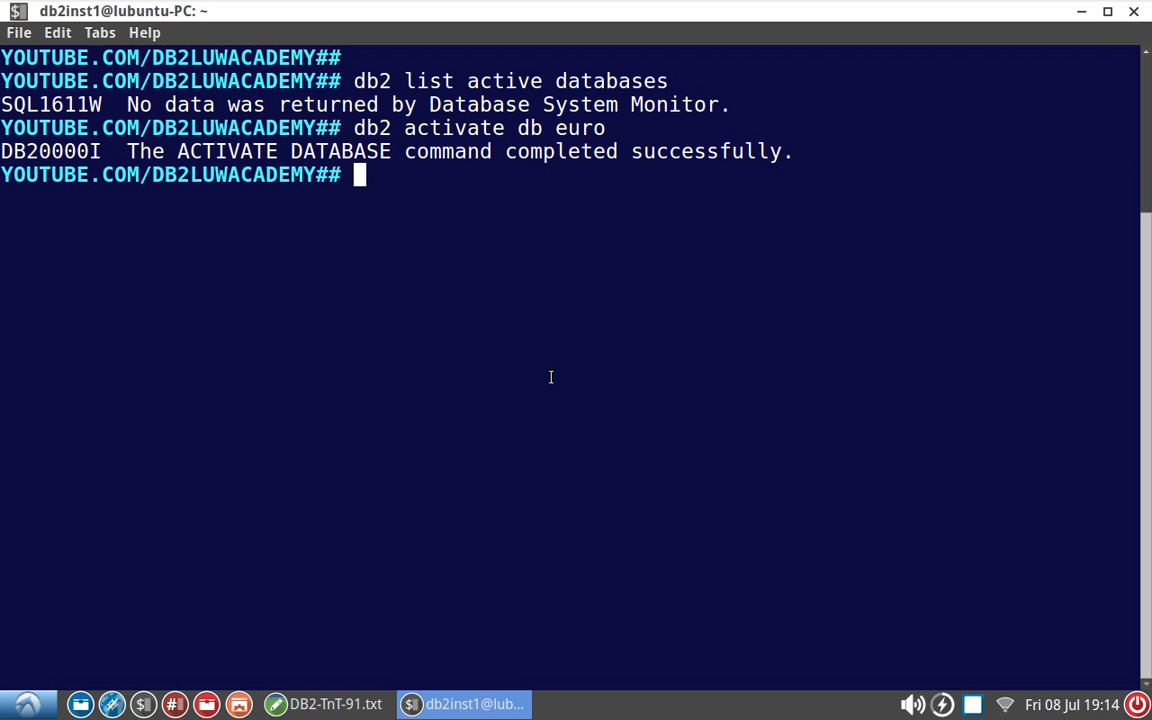 db2inst1@lubuntu-PC: ~
File Edit Tabs Help
YOUTUBE.COM/DB2LUWACADEMY##
YOUTUBE.COM/DB2LUWACADEMY## db2 list active databases
SQL1611W  No data was returned by Database System Monitor.
YOUTUBE.COM/DB2LUWACADEMY## db2 activate db euro
DB20000I  The ACTIVATE DATABASE command completed successfully.
YOUTUBE.COM/DB2LUWACADEMY##
DB2-TnT-91.txt db2inst1@lub... Fri 08 Jul 19:14